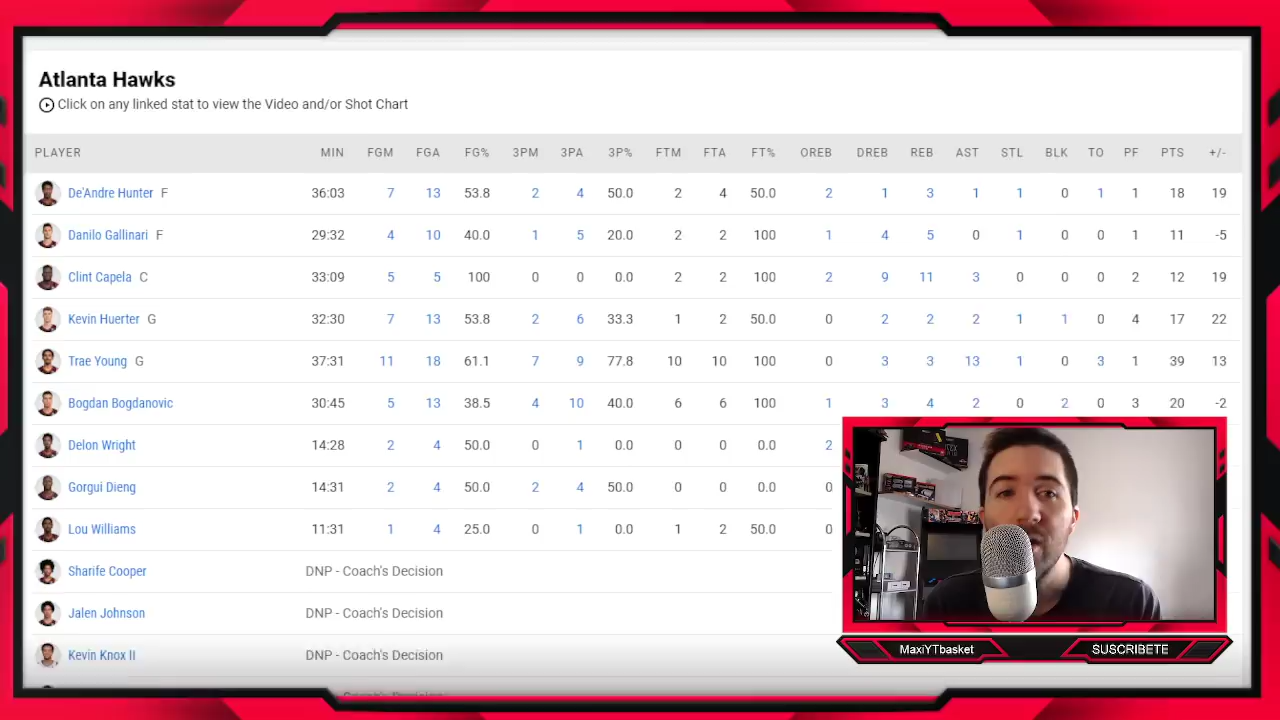 Atlanta Hawks
Click on any linked stat to view the Video and/or Shot Chart
PLAYER MIN FGM FGA FG% 3PM 3PA 3P% FTM FTA FT% OREB DREB REB AST STL BLK TO PF PTS +/-
De'Andre Hunter F 36:03 7 13 53.8 2 4 50.0 2 4 50.0 2 1 3 1 1 0 1 1 18 19
Danilo Gallinari F 29:32 4 10 40.0 1 5 20.0 2 2 100 1 4 5 0 1 0 0 1 11 -5
Clint Capela C 33:09 5 5 100 0 0 0.0 2 2 100 2 9 11 3 0 0 0 2 12 19
Kevin Huerter G 32:30 7 13 53.8 2 6 33.3 1 2 50.0 0 2 2 2 1 1 0 4 17 22
Trae Young G 37:31 11 18 61.1 7 9 77.8 10 10 100 0 3 3 13 1 0 3 1 39 13
Bogdan Bogdanovic 30:45 5 13 38.5 4 10 40.0 6 6 100 1 3 4 2 0 2 0 3 20 -2
Delon Wright 14:28 2 4 50.0 0 1 0.0 0 0 0.0 2
Gorgui Dieng 14:31 2 4 50.0 2 4 50.0 0 0 0.0 0
Lou Williams 11:31 1 4 25.0 0 1 0.0 1 2 50.0 0
Sharife Cooper DNP - Coach's Decision
Jalen Johnson DNP - Coach's Decision
Kevin Knox II DNP - Coach's Decision
MaxiYTbasket SUSCRIBETE